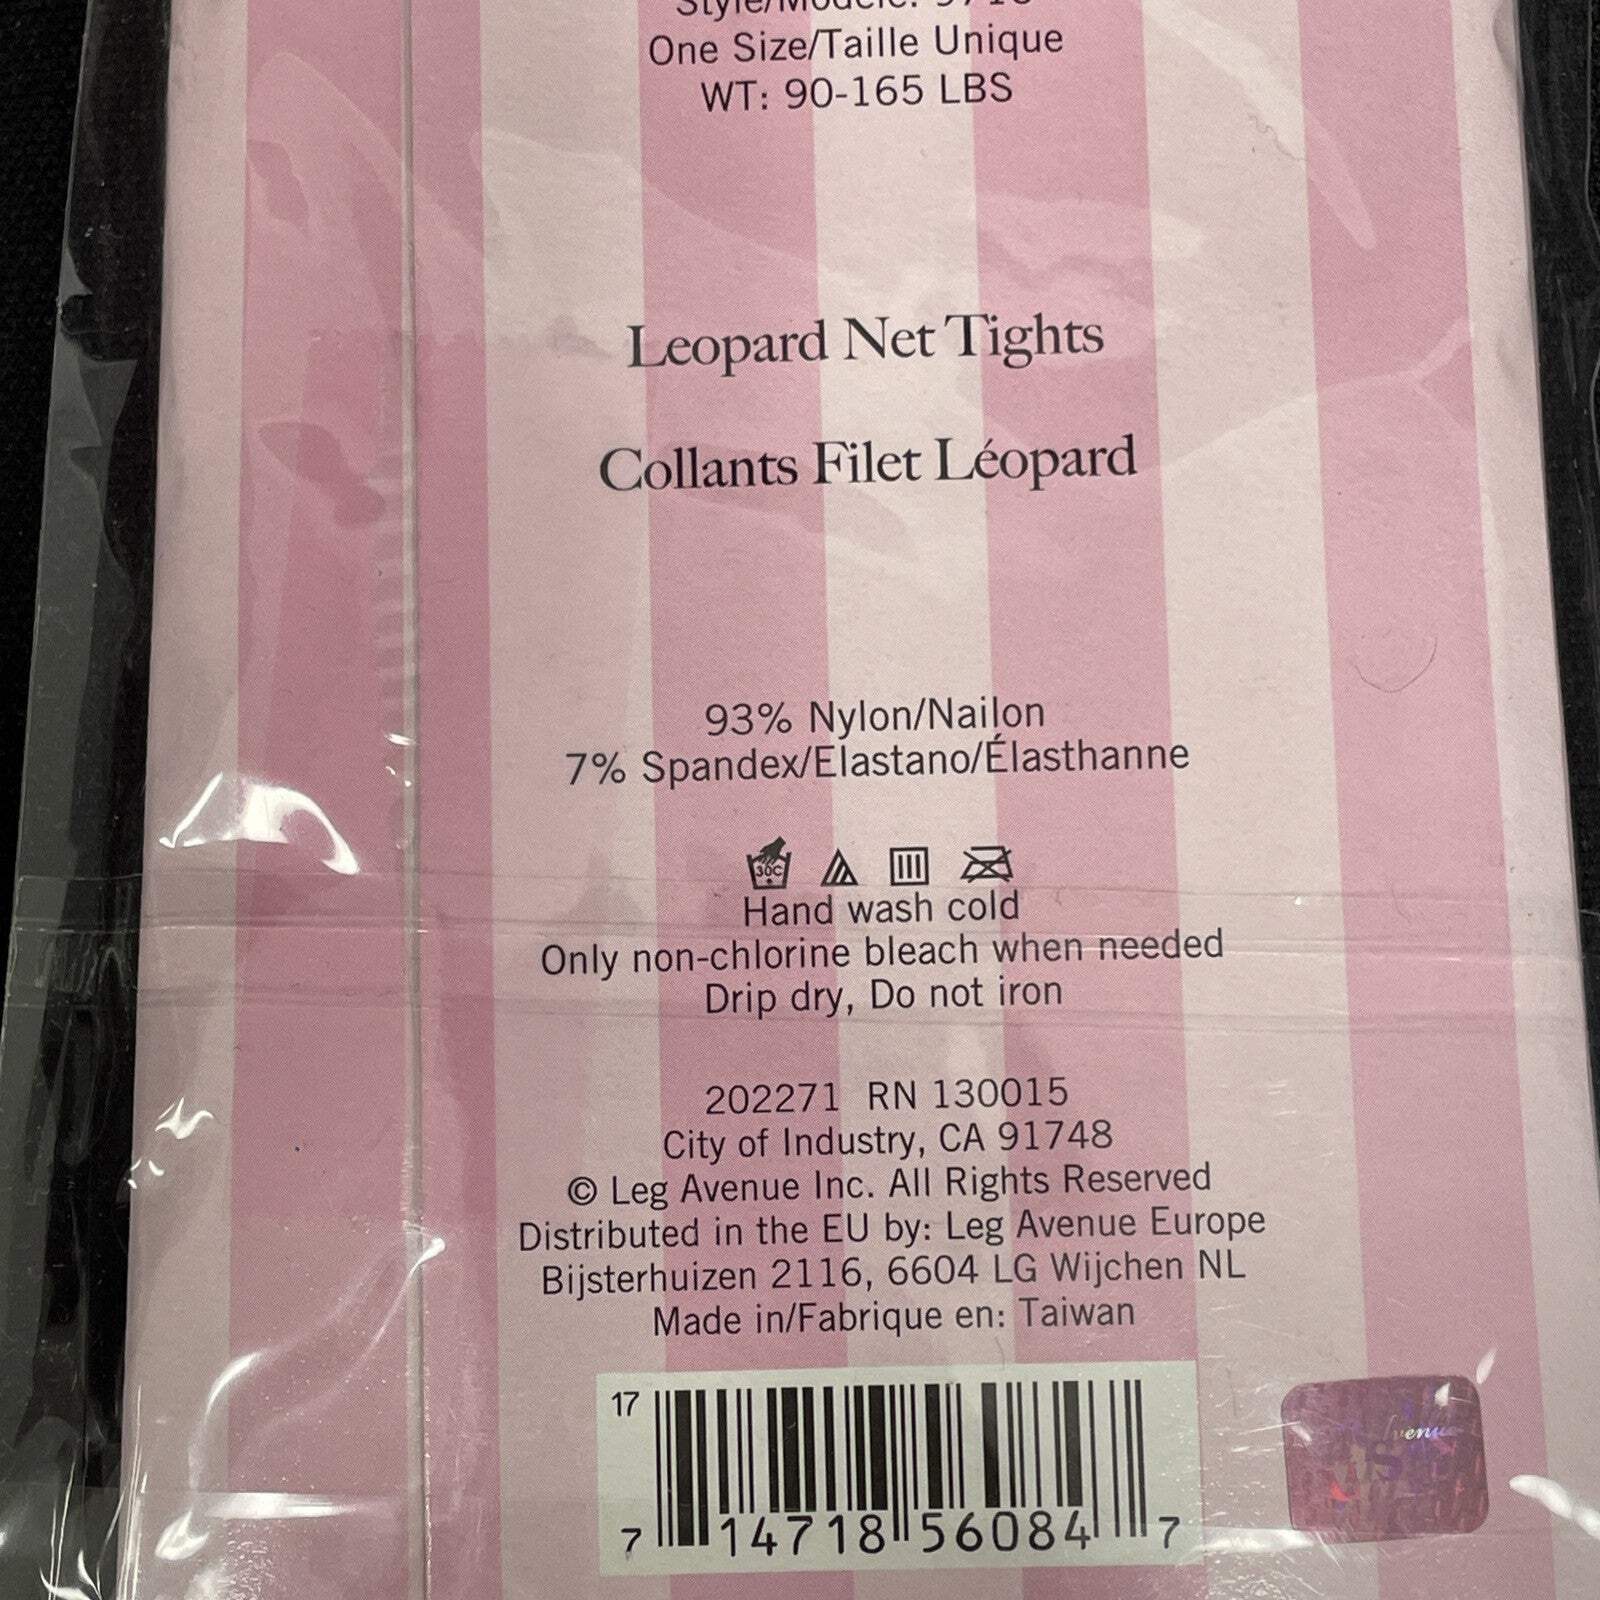 One Size/Taille Unique
WT: 90-165 LBS
Leopard Net Tights
Collants Filet Léopard
93% Nylon/Nailon
7% Spandex/Elastano/Élasthanne
30C
Hand wash cold
Only non-chlorine bleach when needed
Drip dry, Do not iron
202271 RN 130015
City of Industry, CA 91748
© Leg Avenue Inc. All Rights Reserved
Distributed in the EU by: Leg Avenue Europe
Bijsterhuizen 2116, 6604 LG Wijchen NL
Made in/Fabrique en: Taiwan
17
7 14718 56084 7